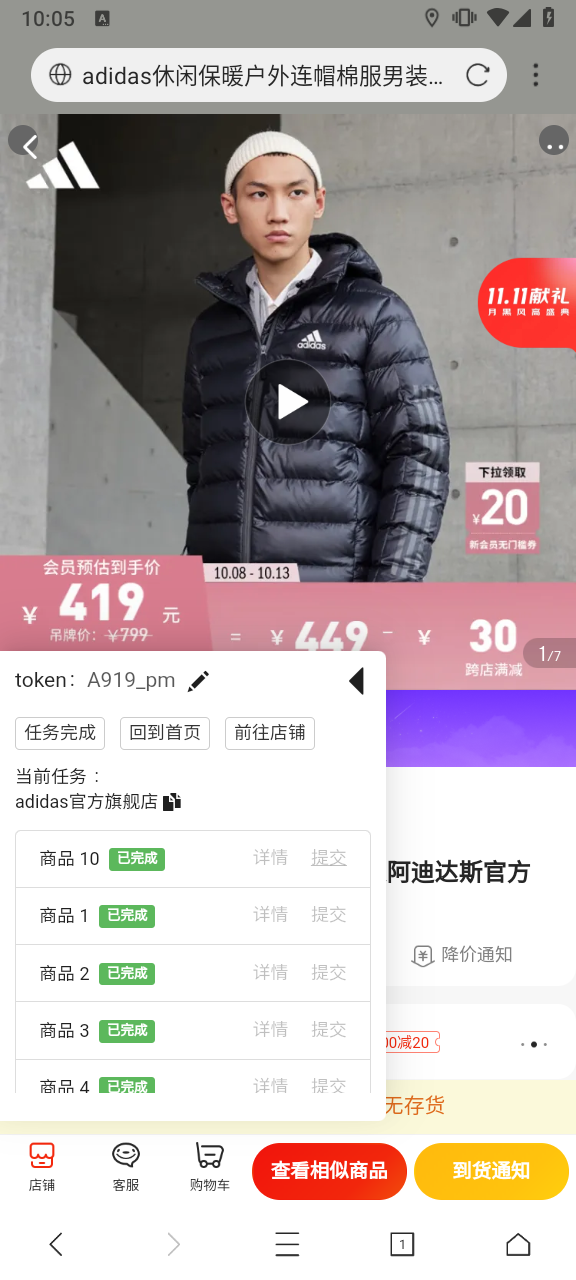 10:05
A
adidas休闲保暖户外连帽棉服男装…
adidas
11.11献礼
月黑风高盛典
下拉领取
¥20
新会员无门槛券
会员预估到手价
10.08 - 10.13
¥ 419 元
吊牌价：¥799
= ¥ 449 - ¥ 30
跨店满减
1/7
token： A919_pm
任务完成 回到首页 前往店铺
当前任务：
adidas官方旗舰店
阿迪达斯官方
商品 10 已完成 详情 提交
商品 1 已完成 详情 提交
降价通知
商品 2 已完成 详情 提交
商品 3 已完成 详情 提交
00减20
商品 4 已完成 详情 提交
无存货
店铺 客服 购物车 查看相似商品 到货通知
1